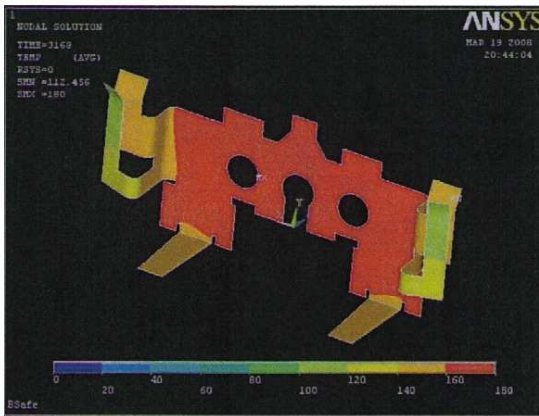 1
NODAL SOLUTION
TIME=3168
TEMP (AVG)
RSYS=0
SMN =112.456
SMX =180
ANSYS
MAR 19 2008
20:44:04
MX
Y
0 20 40 60 80 100 120 140 160 180
BSafe